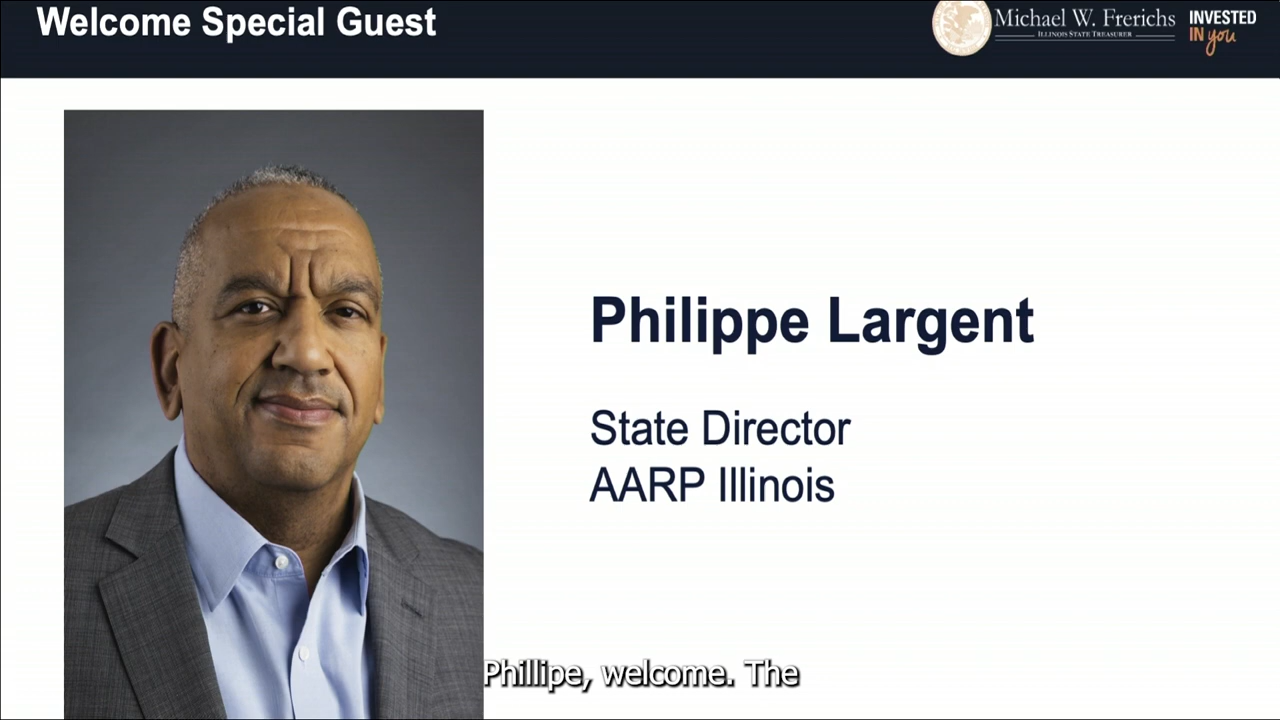 Welcome Special Guest
Michael W. Frerichs
ILLINOIS STATE TREASURER
INVESTED
IN you
Philippe Largent
State Director
AARP Illinois
Phillipe, welcome. The